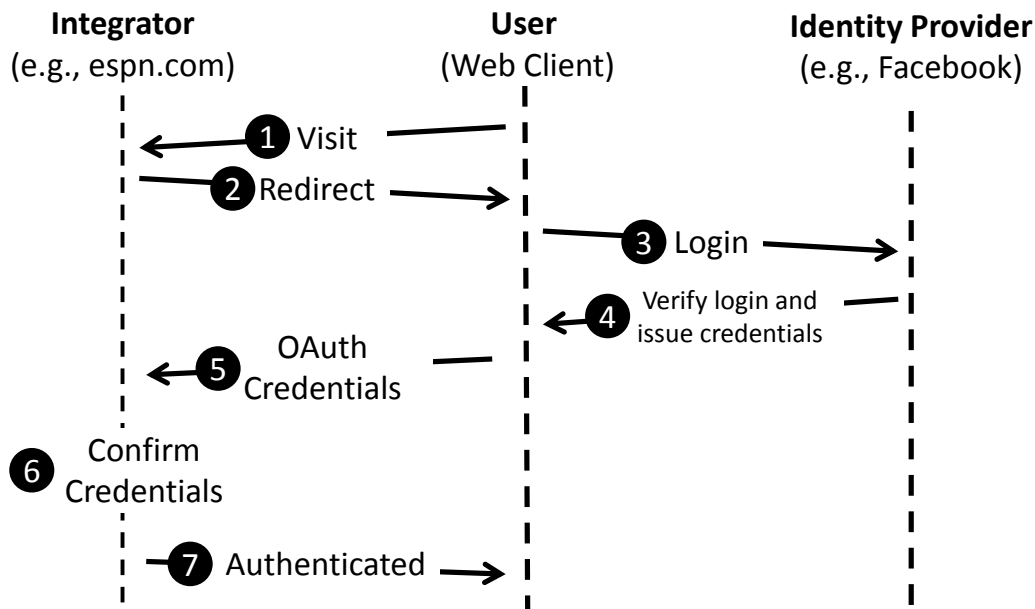 Integrator
(e.g., espn.com)
User
(Web Client)
Identity Provider
(e.g., Facebook)
1 Visit
2 Redirect
3 Login
4 Verify login and
issue credentials
5 OAuth
Credentials
6 Confirm
Credentials
7 Authenticated